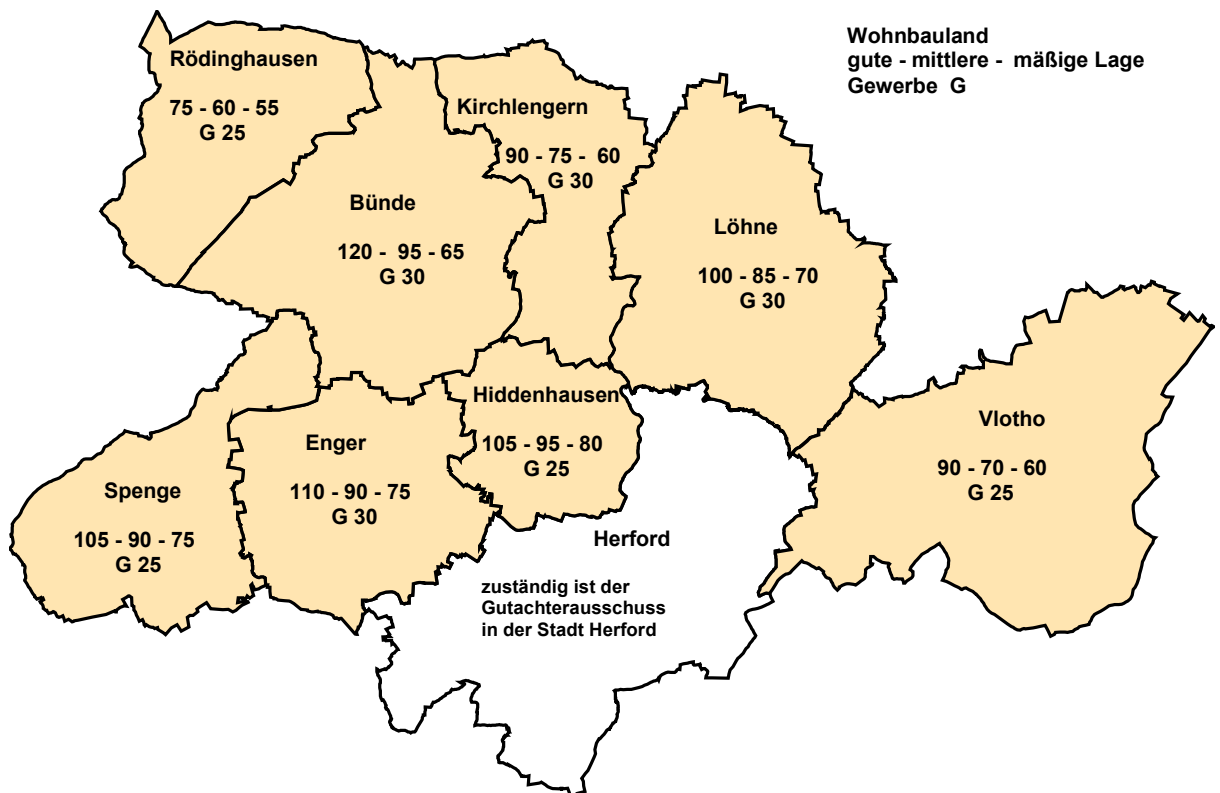 Wohnbauland
gute - mittlere - mäßige Lage
Gewerbe G
Rödinghausen
75 - 60 - 55
G 25
Kirchlengern
90 - 75 - 60
G 30
Bünde
120 - 95 - 65
G 30
Löhne
100 - 85 - 70
G 30
Hiddenhausen
105 - 95 - 80
G 25
Vlotho
90 - 70 - 60
G 25
Enger
110 - 90 - 75
G 30
Spenge
105 - 90 - 75
G 25
Herford
zuständig ist der
Gutachterausschuss
in der Stadt Herford